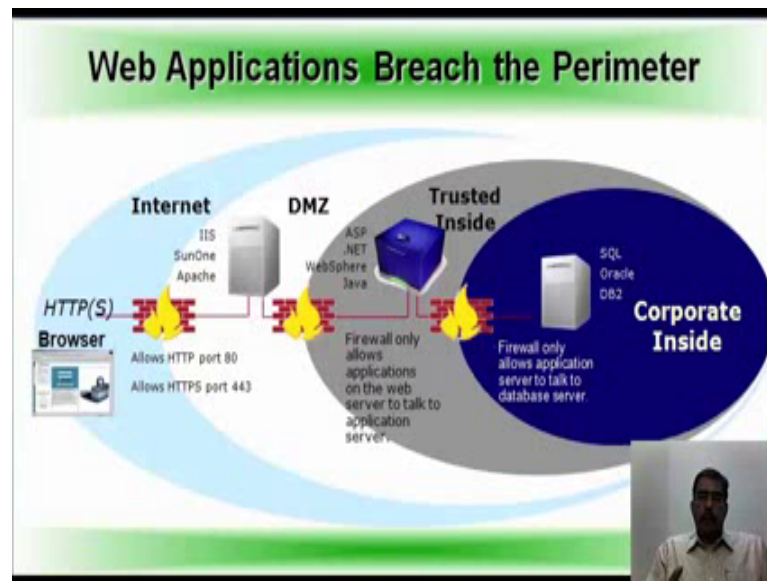 Web Applications Breach the Perimeter
Internet
IIS
SunOne
Apache
DMZ
ASP
.NET
WebSphere
Java
Trusted
Inside
SQL
Oracle
DB2
Corporate
Inside
HTTP(S)
Browser
Allows HTTP port 80
Allows HTTPS port 443
Firewall only
allows
applications
on the web
server to talk to
application
server.
Firewall only
allows application
server to talk to
database server.